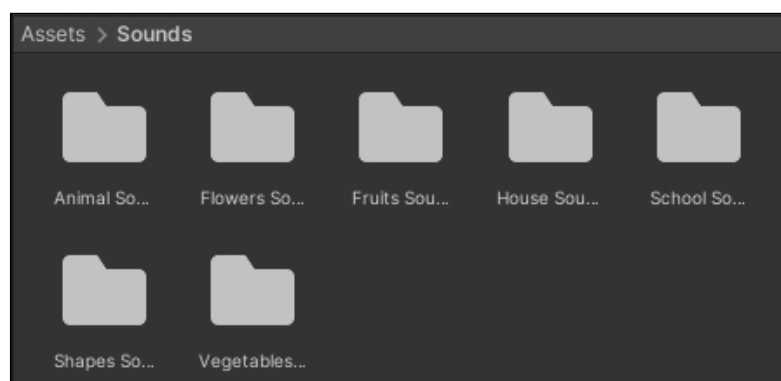 Assets > Sounds
Animal So... Flowers So... Fruits Sou... House Sou... School So...
Shapes So... Vegetables...